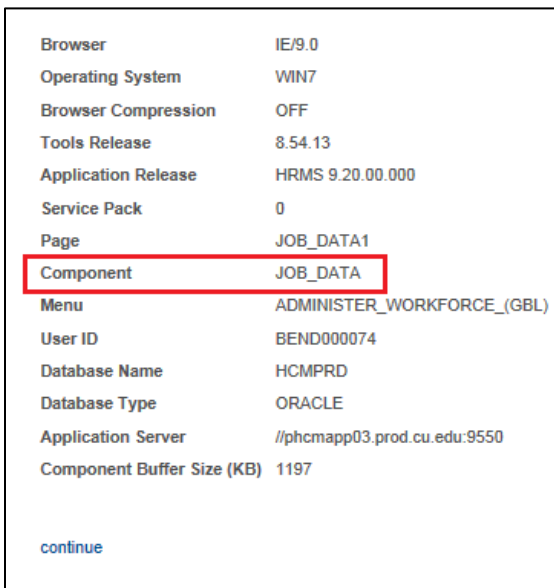 Browser IE/9.0
Operating System WIN7
Browser Compression OFF
Tools Release 8.54.13
Application Release HRMS 9.20.00.000
Service Pack 0
Page JOB_DATA1
Component JOB_DATA
Menu ADMINISTER_WORKFORCE_(GBL)
User ID BEND000074
Database Name HCMPRD
Database Type ORACLE
Application Server //phcmapp03.prod.cu.edu:9550
Component Buffer Size (KB) 1197
continue